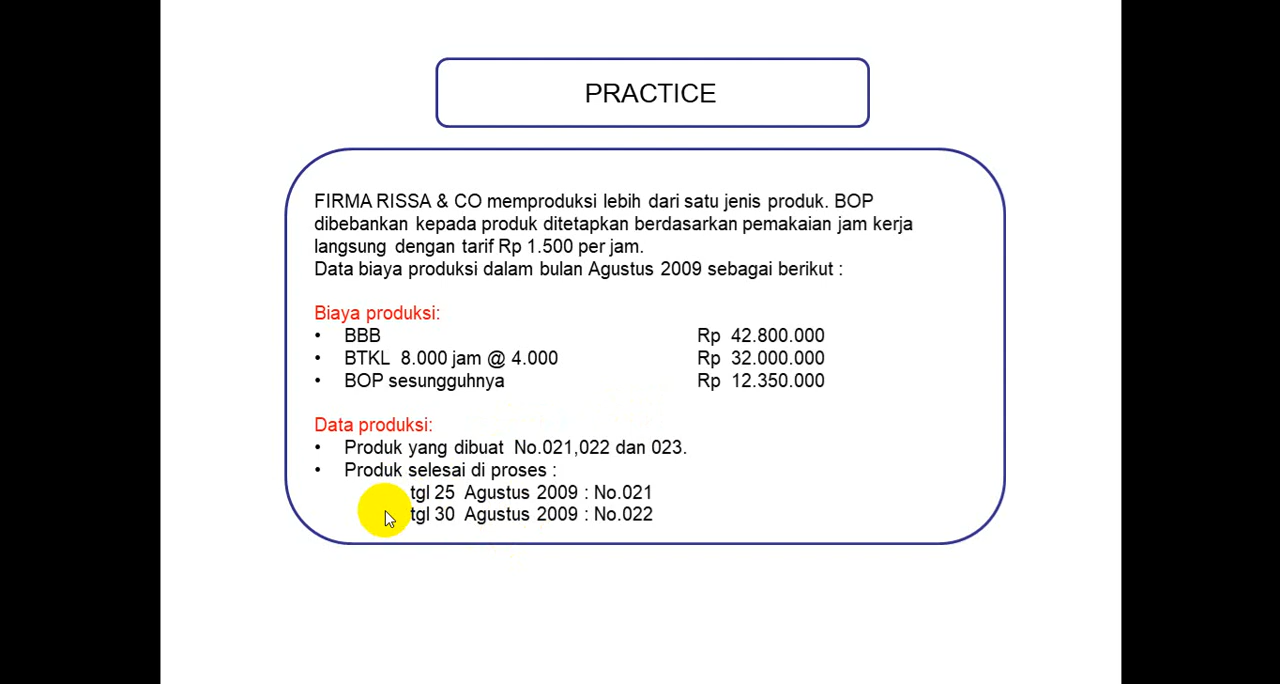 PRACTICE
FIRMA RISSA & CO memproduksi lebih dari satu jenis produk. BOP
dibebankan kepada produk ditetapkan berdasarkan pemakaian jam kerja
langsung dengan tarif Rp 1.500 per jam.
Data biaya produksi dalam bulan Agustus 2009 sebagai berikut :
Biaya produksi:
• BBB Rp 42.800.000
• BTKL 8.000 jam @ 4.000 Rp 32.000.000
• BOP sesungguhnya Rp 12.350.000
Data produksi:
• Produk yang dibuat No.021,022 dan 023.
• Produk selesai di proses :
tgl 25 Agustus 2009 : No.021
tgl 30 Agustus 2009 : No.022